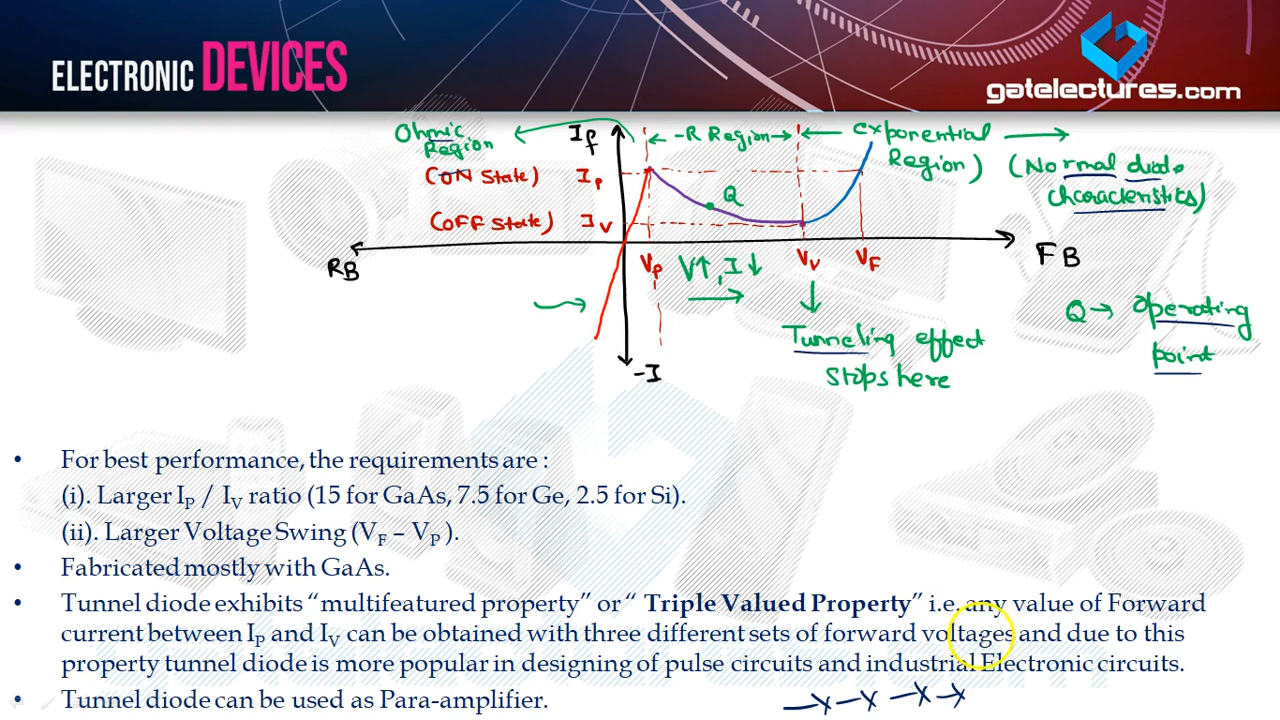 ELECTRONIC DEVICES
gatelectures.com
Ohmic Region
If
-R Region
exponential Region)
(Normal diode characteristics)
(ON State) Ip
(OFF State) Iv
Q
RB
Vp
V↑, I↓
Vv
VF
FB
Tunneling effect
stops here
Q → operating
point
-I
• For best performance, the requirements are :
(i). Larger IP / IV ratio (15 for GaAs, 7.5 for Ge, 2.5 for Si).
(ii). Larger Voltage Swing (VF – VP ).
• Fabricated mostly with GaAs.
• Tunnel diode exhibits “multifeatured property” or “ Triple Valued Property” i.e. any value of Forward
current between IP and IV can be obtained with three different sets of forward voltages and due to this
property tunnel diode is more popular in designing of pulse circuits and industrial Electronic circuits.
• Tunnel diode can be used as Para-amplifier.